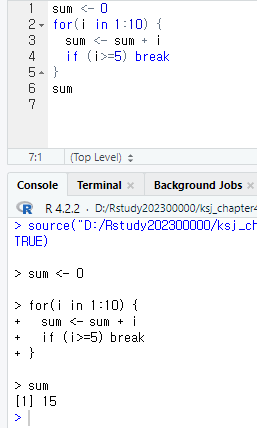 1 sum <- 0
2 for(i in 1:10) {
3 sum <- sum + i
4 if (i>=5) break
5 }
6 sum
7
7:1 (Top Level)
Console Terminal Background Jobs
R 4.2.2 · D:/Rstudy202300000/ksj_chapter4
> source("D:/Rstudy202300000/ksj_ch
TRUE)
> sum <- 0
> for(i in 1:10) {
+ sum <- sum + i
+ if (i>=5) break
+ }
> sum
[1] 15
>